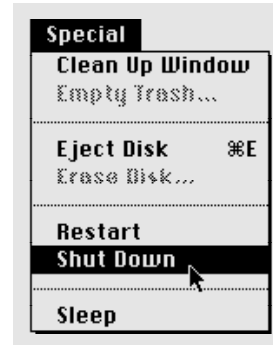 Special
Clean Up Window
Empty Trash...
Eject Disk ⌘E
Erase Disk...
Restart
Shut Down
Sleep